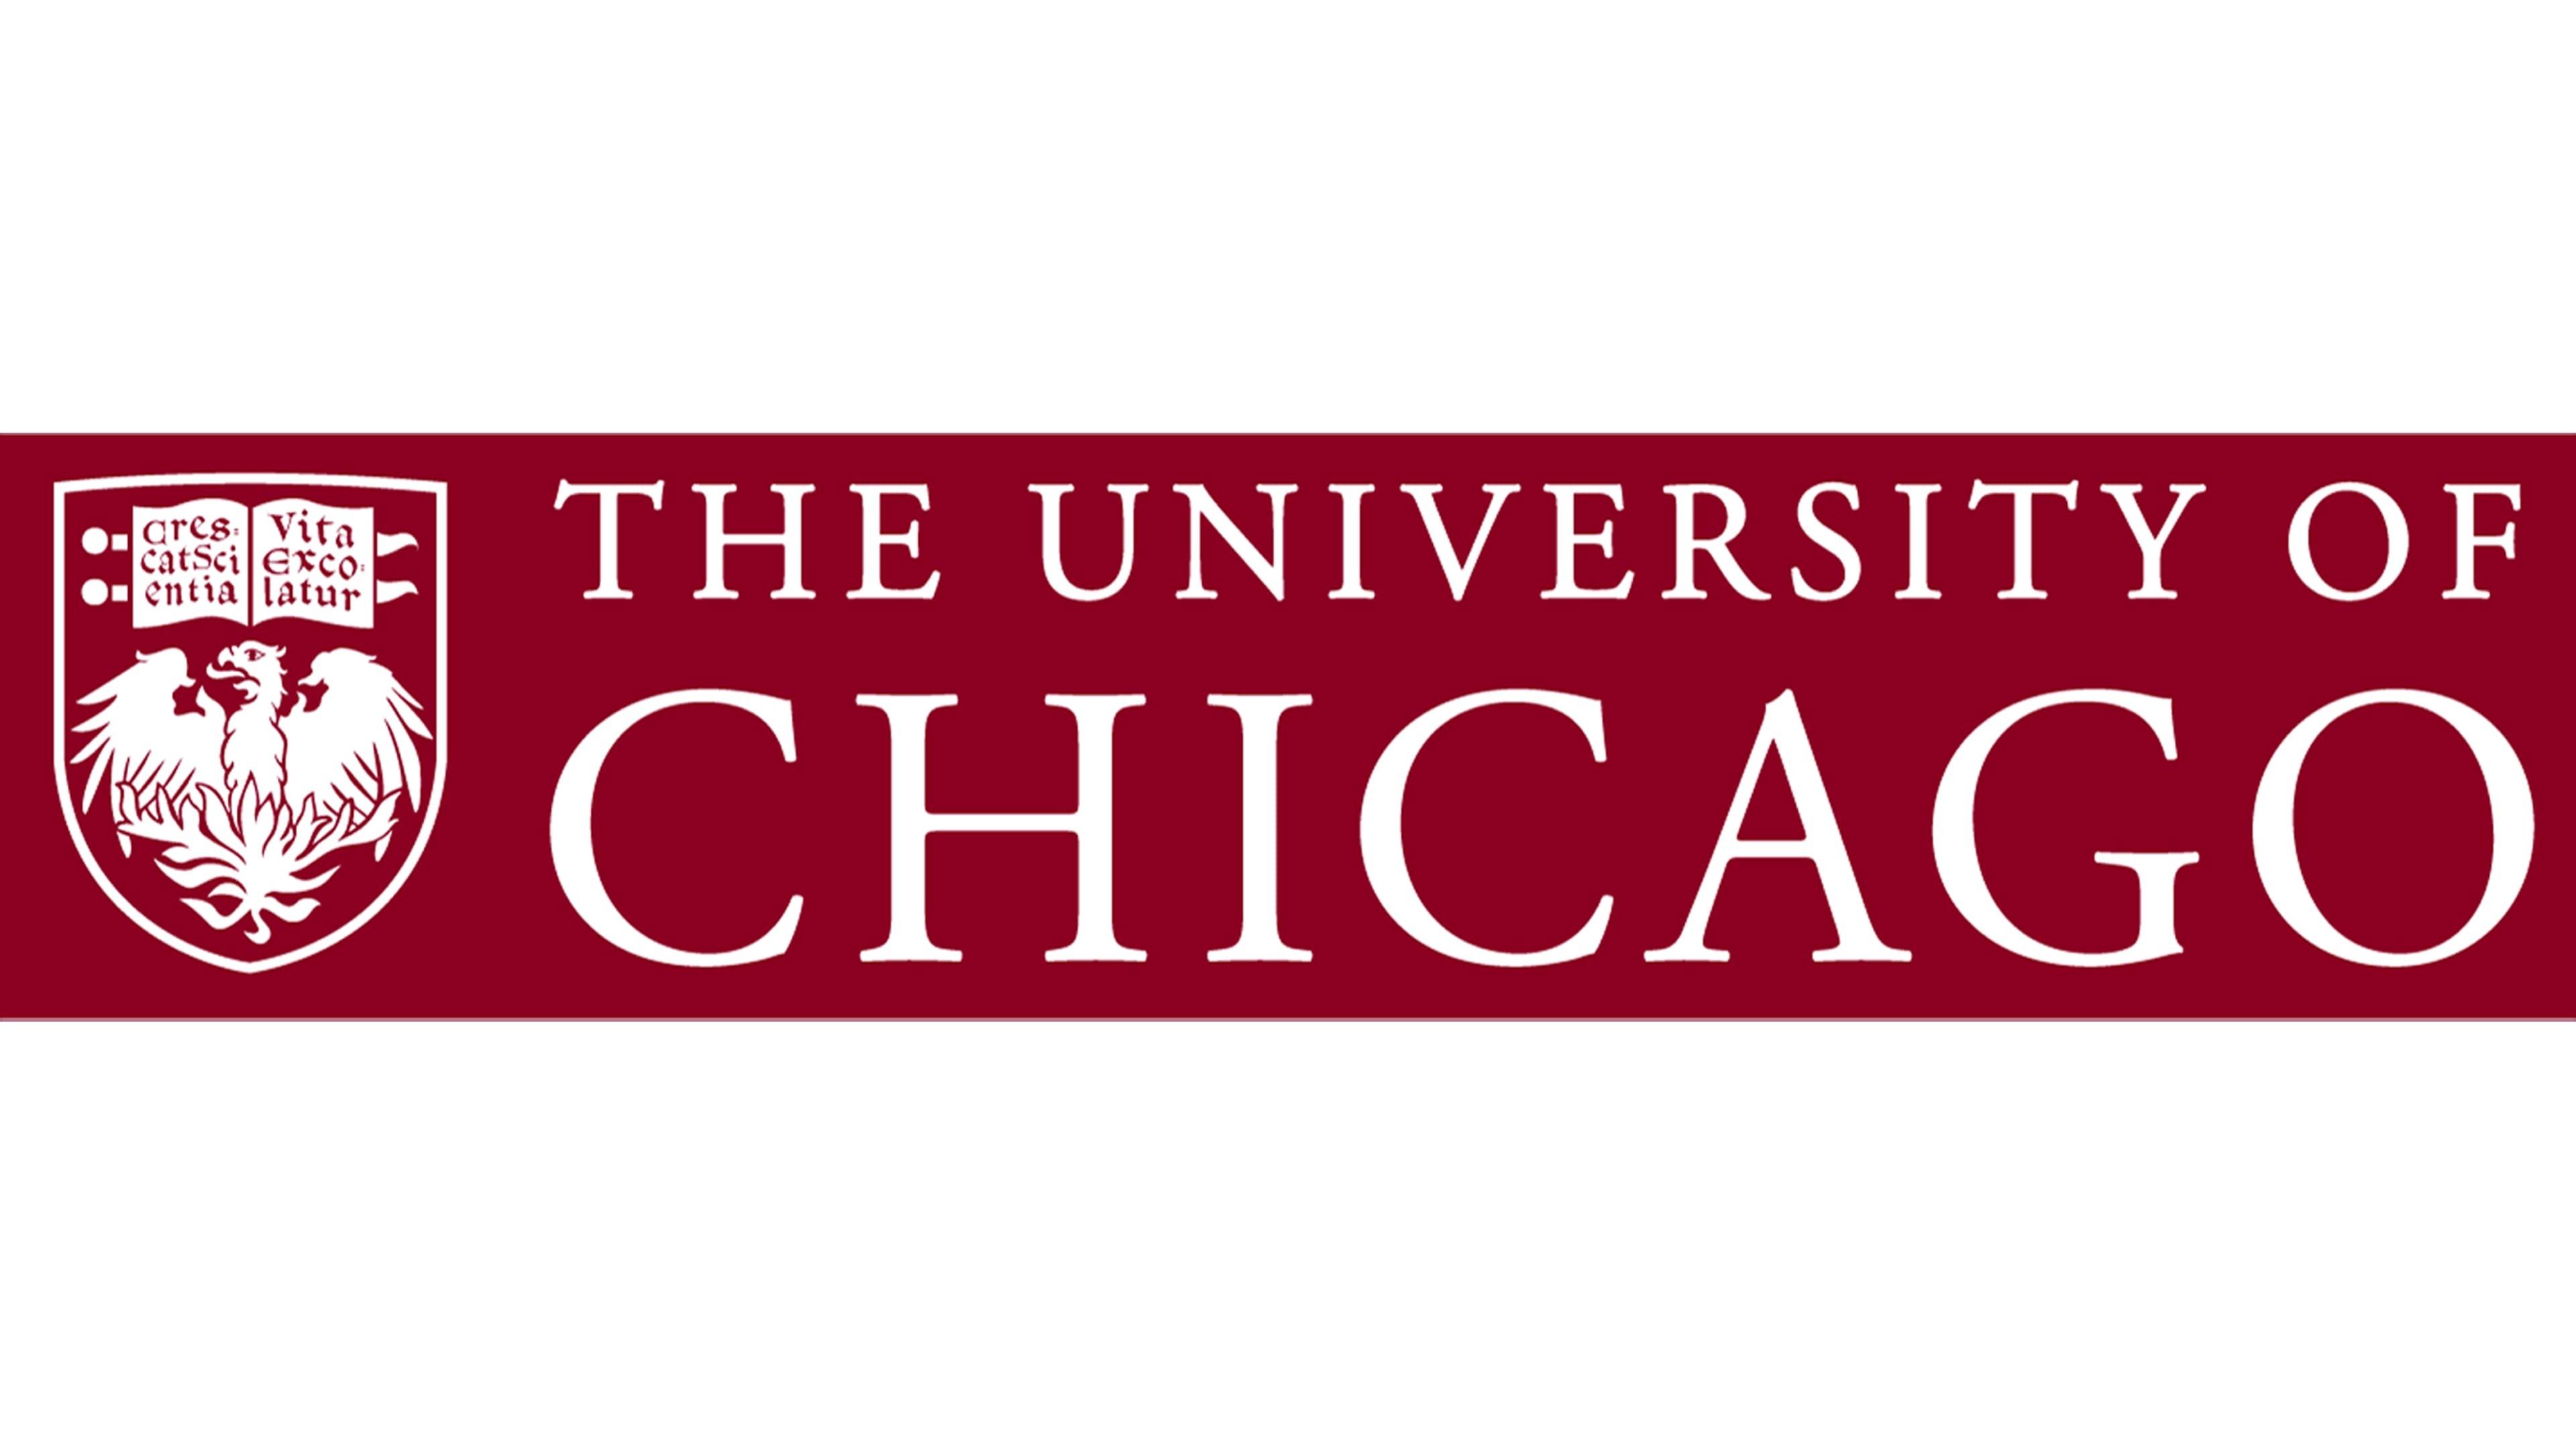 Cres:
catSci
entia
Vita
Exco:
latur
THE UNIVERSITY OF
CHICAGO